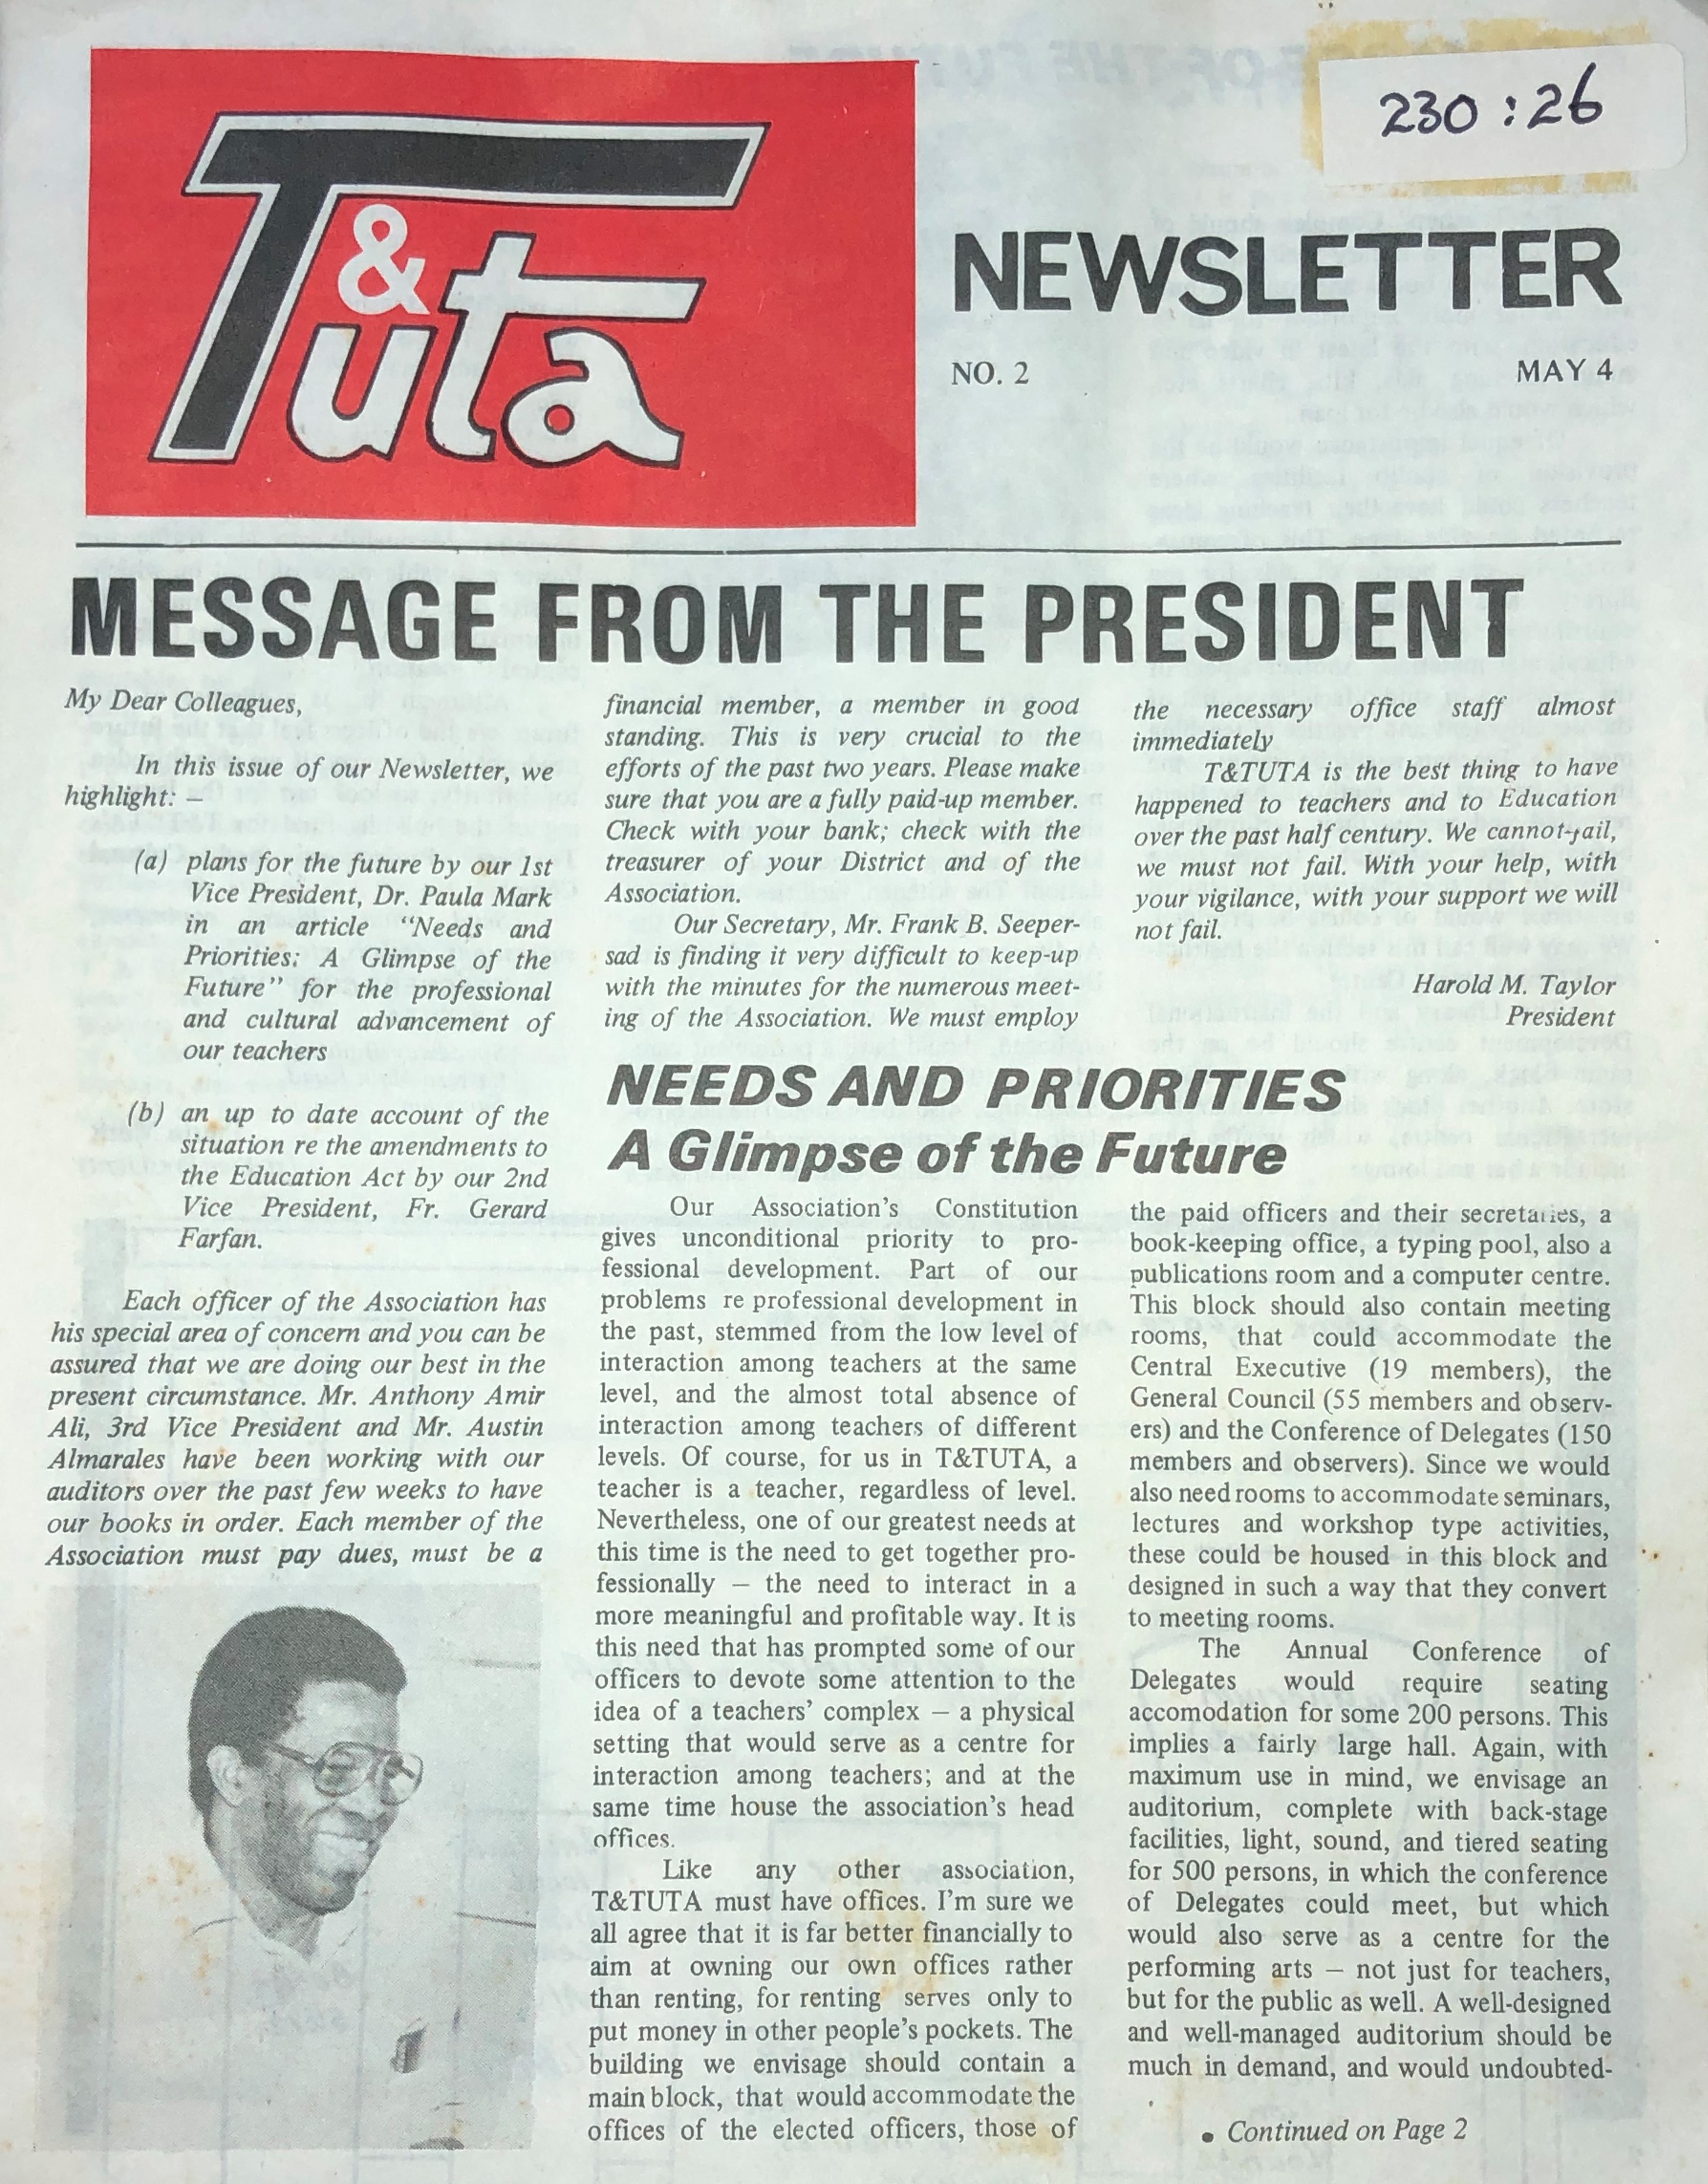 230 : 26
T&Tuta
NEWSLETTER
NO. 2
MAY 4
MESSAGE FROM THE PRESIDENT
My Dear Colleagues,
In this issue of our Newsletter, we
highlight: –
(a) plans for the future by our 1st
Vice President, Dr. Paula Mark
in an article “Needs and
Priorities: A Glimpse of the
Future” for the professional
and cultural advancement of
our teachers
(b) an up to date account of the
situation re the amendments to
the Education Act by our 2nd
Vice President, Fr. Gerard
Farfan.
Each officer of the Association has
his special area of concern and you can be
assured that we are doing our best in the
present circumstance. Mr. Anthony Amir
Ali, 3rd Vice President and Mr. Austin
Almarales have been working with our
auditors over the past few weeks to have
our books in order. Each member of the
Association must pay dues, must be a
financial member, a member in good
standing. This is very crucial to the
efforts of the past two years. Please make
sure that you are a fully paid-up member.
Check with your bank; check with the
treasurer of your District and of the
Association.
Our Secretary, Mr. Frank B. Seeper-
sad is finding it very difficult to keep-up
with the minutes for the numerous meet-
ing of the Association. We must employ
the necessary office staff almost
immediately
T&TUTA is the best thing to have
happened to teachers and to Education
over the past half century. We cannot fail,
we must not fail. With your help, with
your vigilance, with your support we will
not fail.
Harold M. Taylor
President
NEEDS AND PRIORITIES
A Glimpse of the Future
Our Association’s Constitution
gives unconditional priority to pro-
fessional development. Part of our
problems re professional development in
the past, stemmed from the low level of
interaction among teachers at the same
level, and the almost total absence of
interaction among teachers of different
levels. Of course, for us in T&TUTA, a
teacher is a teacher, regardless of level.
Nevertheless, one of our greatest needs at
this time is the need to get together pro-
fessionally – the need to interact in a
more meaningful and profitable way. It is
this need that has prompted some of our
officers to devote some attention to the
idea of a teachers’ complex – a physical
setting that would serve as a centre for
interaction among teachers; and at the
same time house the association’s head
offices.
Like any other association,
T&TUTA must have offices. I’m sure we
all agree that it is far better financially to
aim at owning our own offices rather
than renting, for renting serves only to
put money in other people’s pockets. The
building we envisage should contain a
main block, that would accommodate the
offices of the elected officers, those of
the paid officers and their secretaries, a
book-keeping office, a typing pool, also a
publications room and a computer centre.
This block should also contain meeting
rooms, that could accommodate the
Central Executive (19 members), the
General Council (55 members and observ-
ers) and the Conference of Delegates (150
members and observers). Since we would
also need rooms to accommodate seminars,
lectures and workshop type activities,
these could be housed in this block and
designed in such a way that they convert
to meeting rooms.
The Annual Conference of
Delegates would require seating
accomodation for some 200 persons. This
implies a fairly large hall. Again, with
maximum use in mind, we envisage an
auditorium, complete with back-stage
facilities, light, sound, and tiered seating
for 500 persons, in which the conference
of Delegates could meet, but which
would also serve as a centre for the
performing arts – not just for teachers,
but for the public as well. A well-designed
and well-managed auditorium should be
much in demand, and would undoubted-
• Continued on Page 2